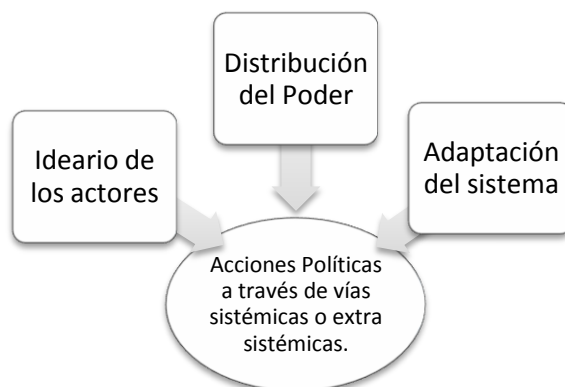 Distribución
del Poder
Ideario de
los actores
Adaptación
del sistema
Acciones Políticas
a través de vías
sistémicas o extra
sistémicas.